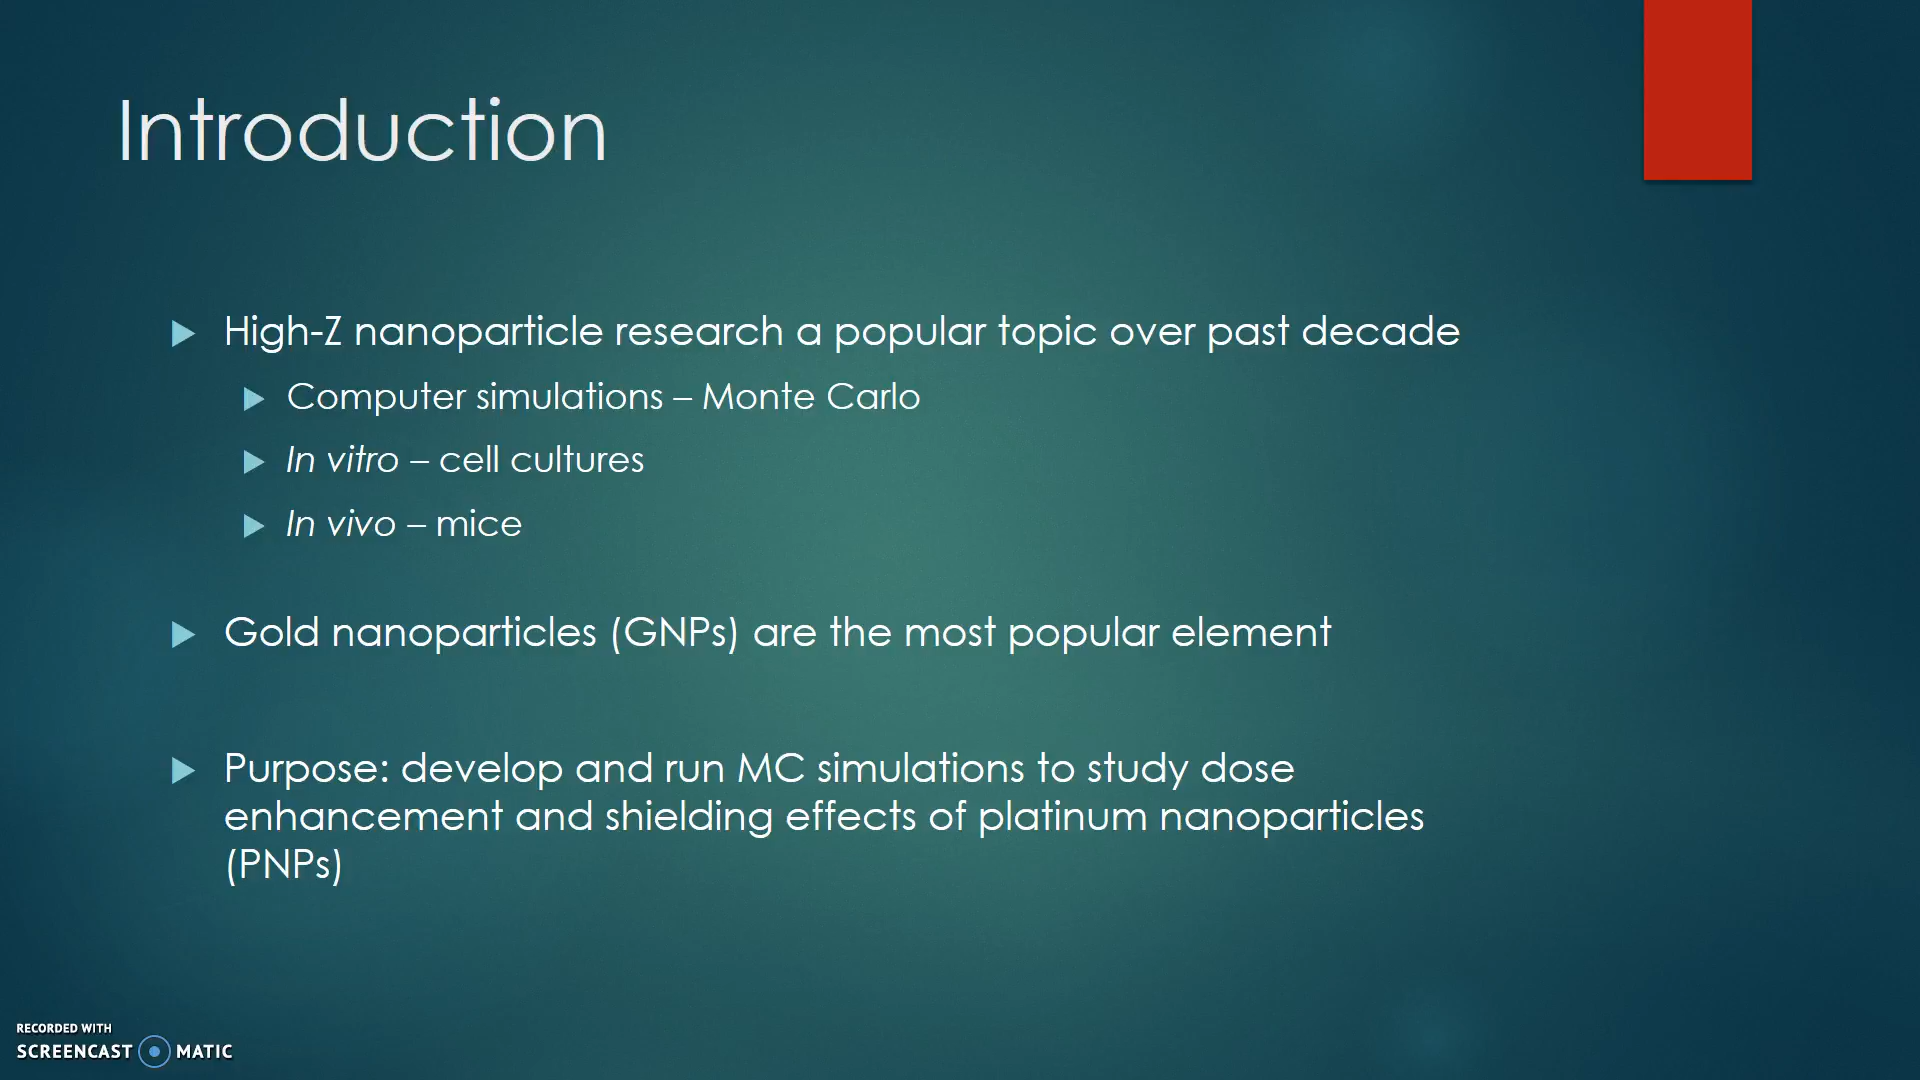 Introduction
High-Z nanoparticle research a popular topic over past decade
Computer simulations – Monte Carlo
In vitro – cell cultures
In vivo – mice
Gold nanoparticles (GNPs) are the most popular element
Purpose: develop and run MC simulations to study dose
enhancement and shielding effects of platinum nanoparticles
(PNPs)
RECORDED WITH
SCREENCAST MATIC